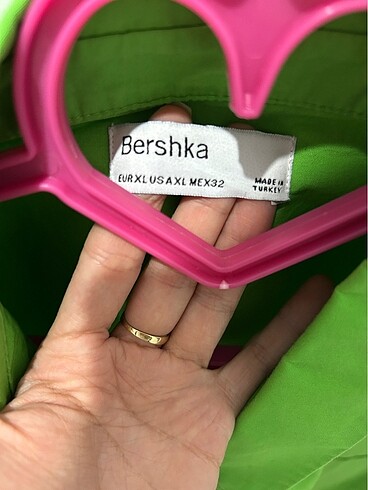 Bershka
EUR XL USA XL MEX 32
MADE IN
TURKEY